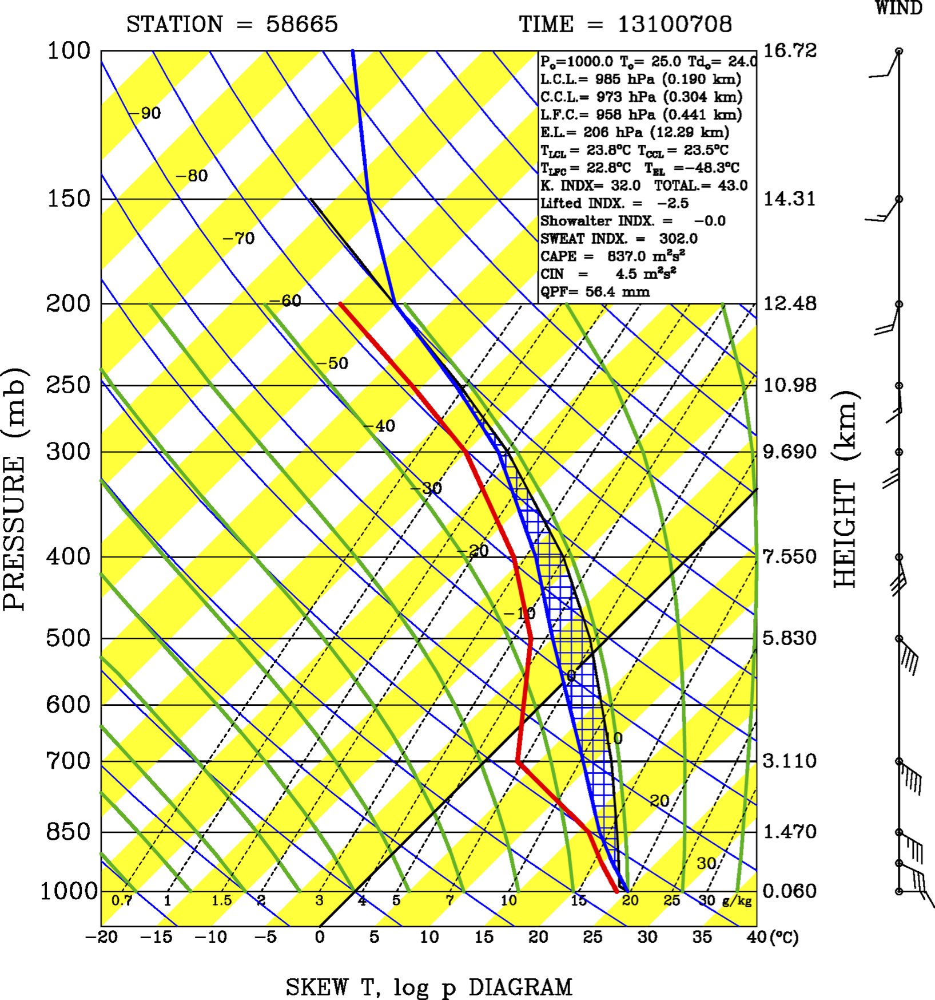 WIND
STATION = 58665
TIME = 13100708
100
16.72
P₀=1000.0 T₀= 25.0 Td₀= 24.0
L.C.L.= 985 hPa (0.190 km)
C.C.L.= 973 hPa (0.304 km)
L.F.C.= 958 hPa (0.441 km)
E.L.= 206 hPa (12.29 km)
T_LCL = 23.8°C T_CCL = 23.5°C
T_LFC = 22.8°C T_EL =-48.3°C
K. INDX= 32.0 TOTAL.= 43.0
Lifted INDX. = -2.5
Showalter INDX. = -0.0
SWEAT INDX. = 302.0
CAPE = 837.0 m²s²
CIN = 4.5 m²s²
QPF= 56.4 mm
-90
-80
150
14.31
-70
-60
200
12.48
-50
250
10.98
-40
300
9.690
-30
-20
400
7.550
-10
500
5.830
0
600
10
700
3.110
20
850
1.470
30
1000
0.060
0.7 1 1.5 2 3 4 5 7 10 15 20 25 30 g/kg
-20 -15 -10 -5 0 5 10 15 20 25 30 35 40 (°C)
PRESSURE (mb)
HEIGHT (km)
SKEW T, log p DIAGRAM